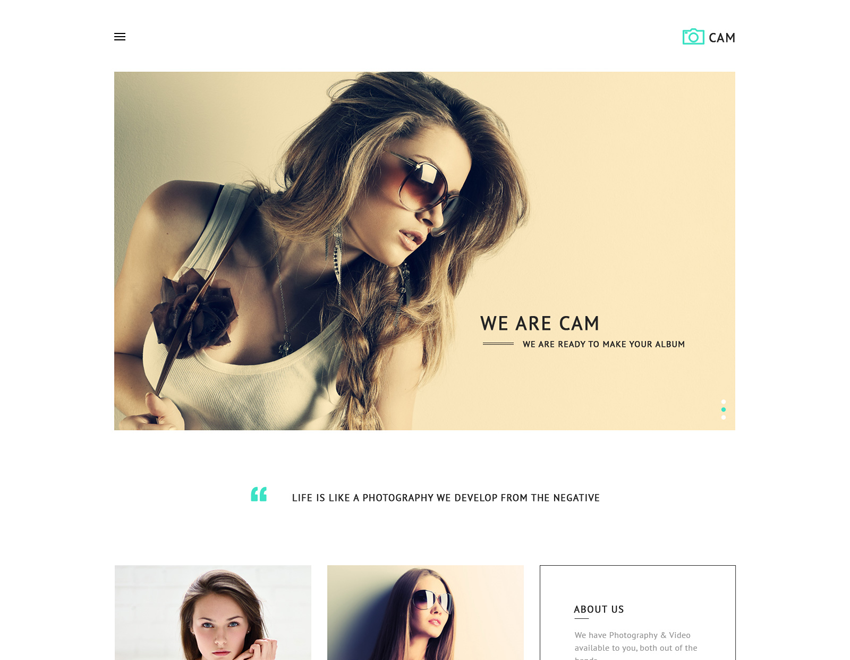 CAM
WE ARE CAM
WE ARE READY TO MAKE YOUR ALBUM
“
LIFE IS LIKE A PHOTOGRAPHY WE DEVELOP FROM THE NEGATIVE
ABOUT US
We have Photography & Video
available to you, both out of the